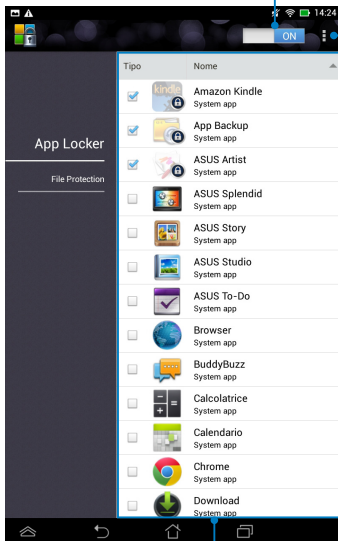 14:24
ON
Tipo Nome
App Locker
File Protection
kindle
Amazon Kindle
System app
App Backup
System app
ASUS Artist
System app
ASUS Splendid
System app
ASUS Story
System app
ASUS Studio
System app
ASUS To-Do
System app
Browser
System app
BuddyBuzz
System app
Calcolatrice
System app
Calendario
System app
Chrome
System app
Download
System app